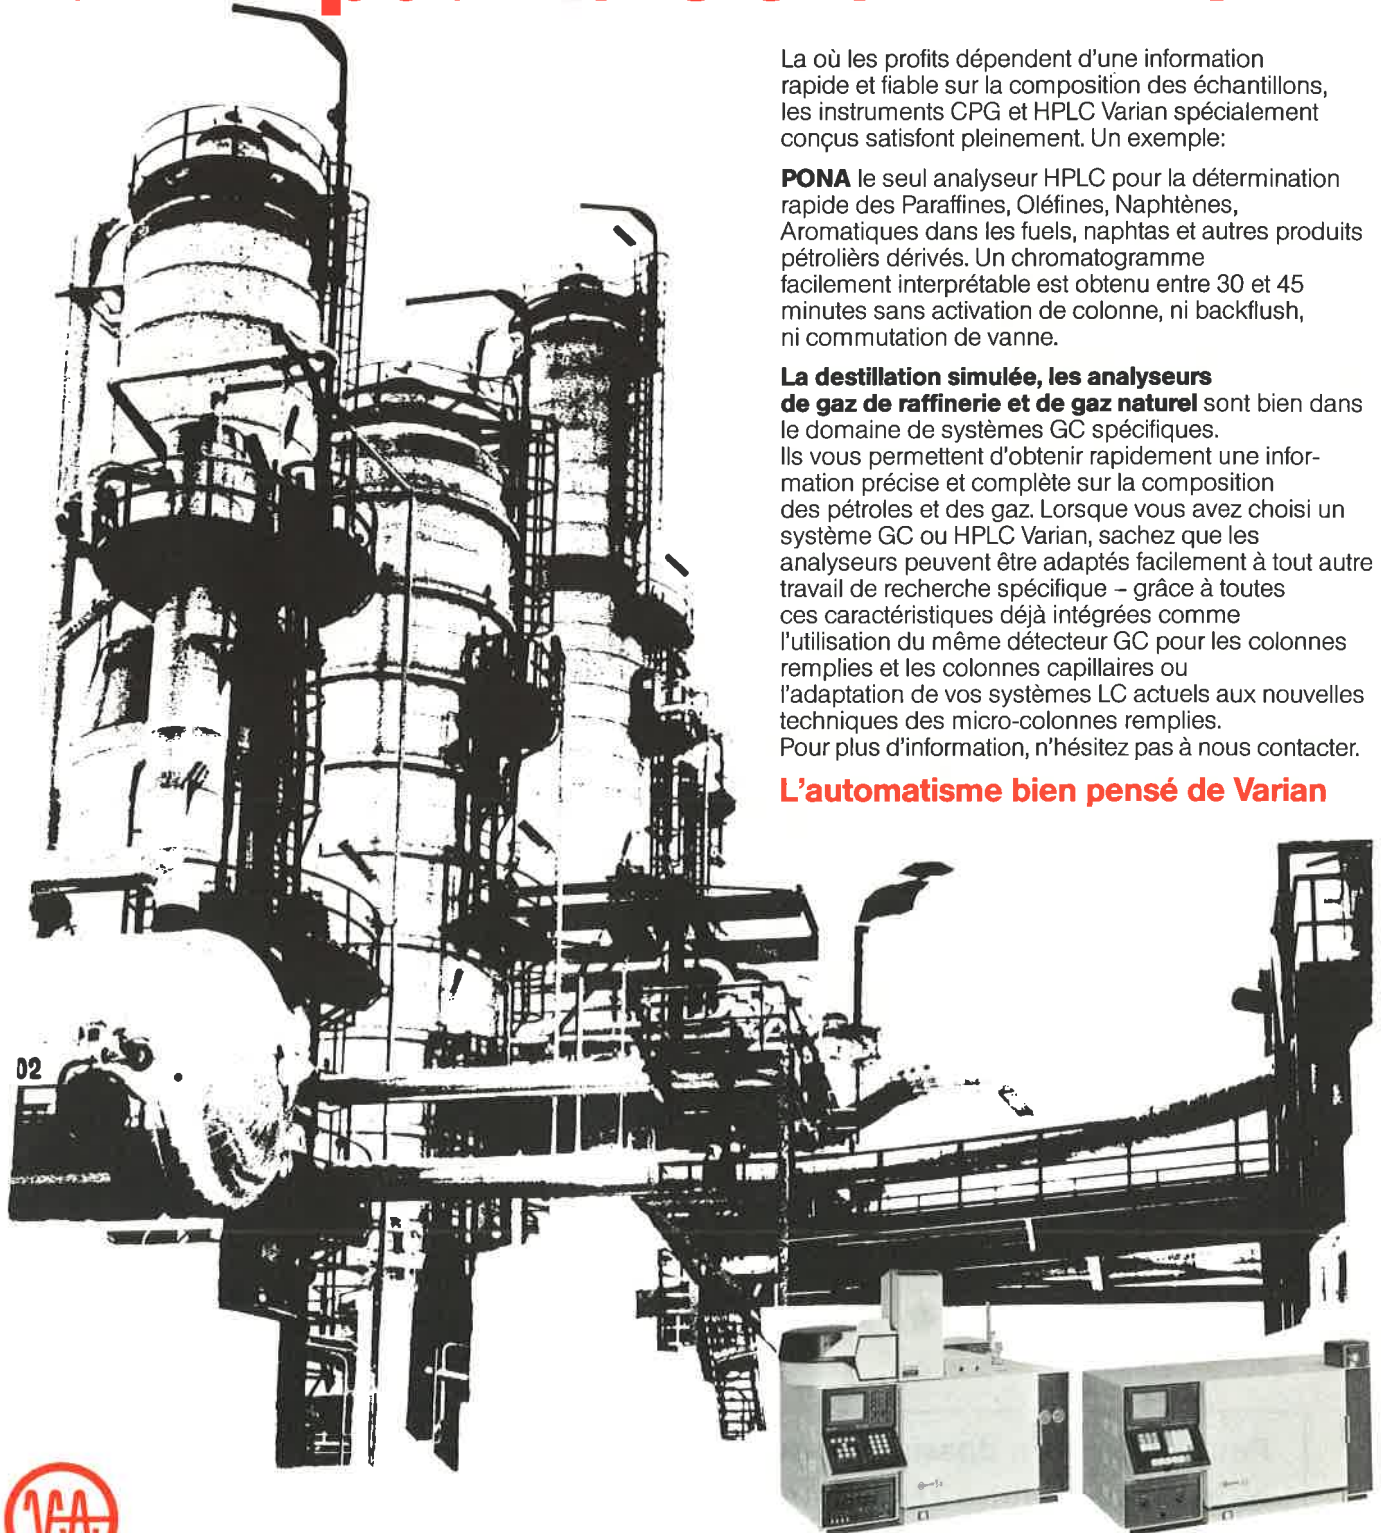 La où les profits dépendent d'une information
rapide et fiable sur la composition des échantillons,
les instruments CPG et HPLC Varian spécialement
conçus satisfont pleinement. Un exemple:
PONA le seul analyseur HPLC pour la détermination
rapide des Paraffines, Oléfines, Naphtènes,
Aromatiques dans les fuels, naphtas et autres produits
pétrolièrs dérivés. Un chromatogramme
facilement interprétable est obtenu entre 30 et 45
minutes sans activation de colonne, ni backflush,
ni commutation de vanne.
La destillation simulée, les analyseurs
de gaz de raffinerie et de gaz naturel sont bien dans
le domaine de systèmes GC spécifiques.
Ils vous permettent d'obtenir rapidement une infor-
mation précise et complète sur la composition
des pétroles et des gaz. Lorsque vous avez choisi un
système GC ou HPLC Varian, sachez que les
analyseurs peuvent être adaptés facilement à tout autre
travail de recherche spécifique – grâce à toutes
ces caractéristiques déjà intégrées comme
l'utilisation du même détecteur GC pour les colonnes
remplies et les colonnes capillaires ou
l'adaptation de vos systèmes LC actuels aux nouvelles
techniques des micro-colonnes remplies.
Pour plus d'information, n'hésitez pas à nous contacter.
L'automatisme bien pensé de Varian
02